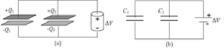 +Q₁
+Q₂
-Q₁
-Q₂
+
-
ΔV
(a)
C₁
C₂
+
-
ΔV
(b)